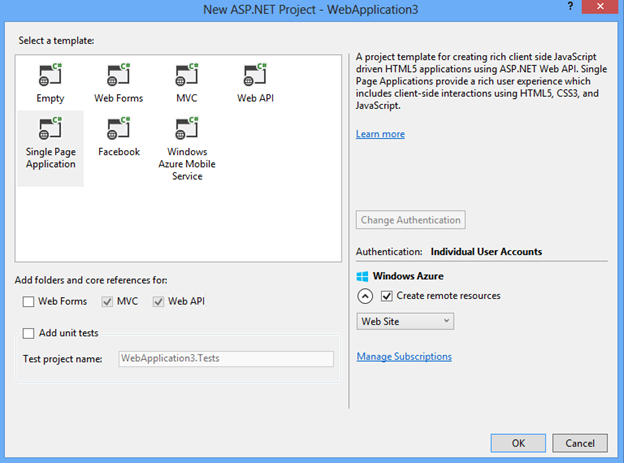 New ASP.NET Project - WebApplication3
?
Select a template:
Empty
Web Forms
MVC
Web API
Single Page
Application
Facebook
Windows
Azure Mobile
Service
A project template for creating rich client side JavaScript
driven HTML5 applications using ASP.NET Web API. Single
Page Applications provide a rich user experience which
includes client-side interactions using HTML5, CSS3, and
JavaScript.
Learn more
Change Authentication
Authentication: Individual User Accounts
Windows Azure
Create remote resources
Web Site
Manage Subscriptions
Add folders and core references for:
Web Forms
MVC
Web API
Add unit tests
Test project name:
WebApplication3.Tests
OK
Cancel